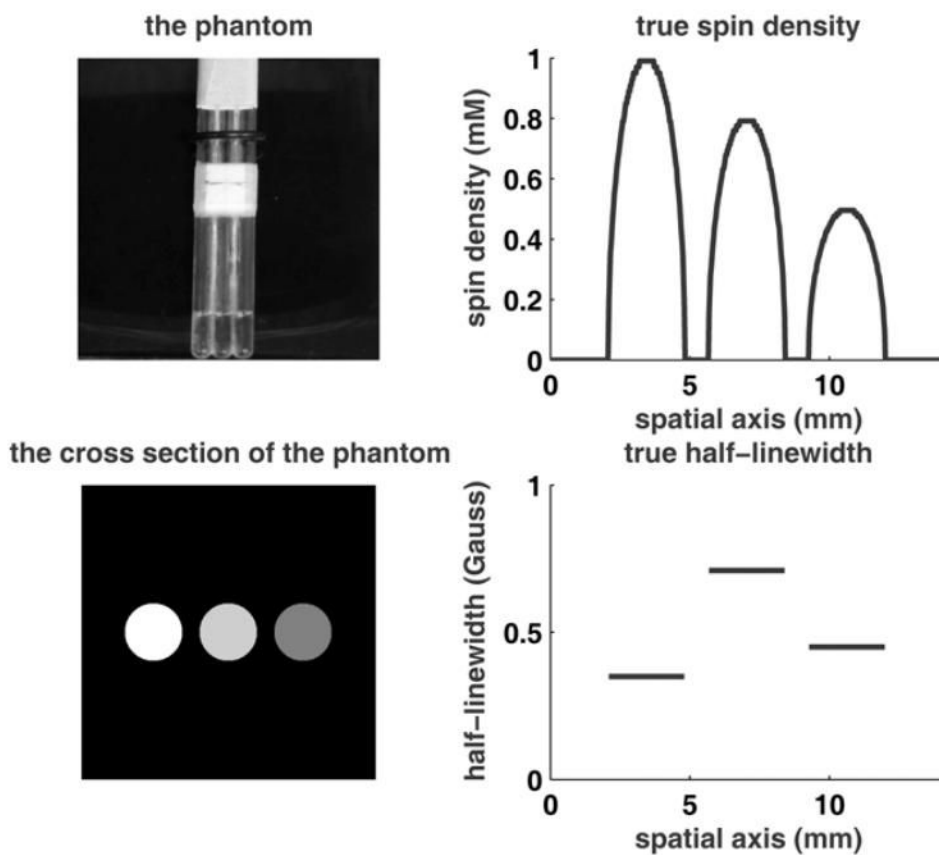 the phantom
true spin density
spin density (mM)
1
0.8
0.6
0.4
0.2
0
0 5 10
spatial axis (mm)
the cross section of the phantom
true half-linewidth
half-linewidth (Gauss)
1
0.5
0
0 5 10
spatial axis (mm)